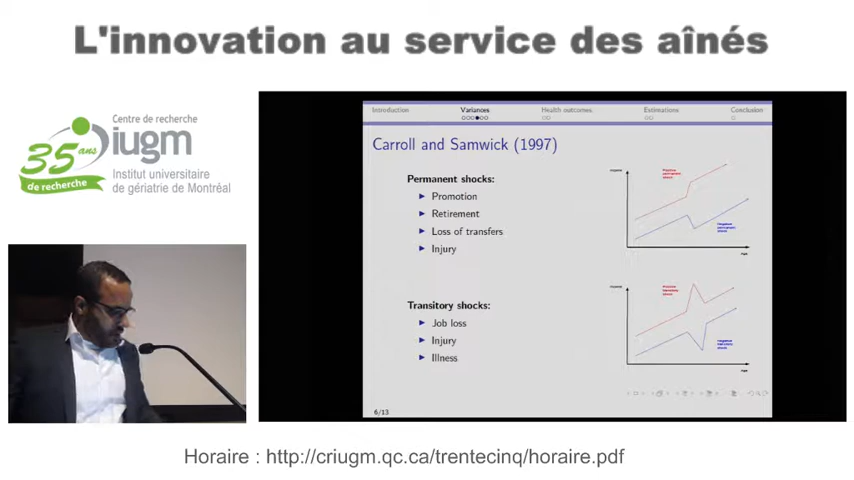 L'innovation au service des aînés
Centre de recherche
iugm
35 ans
de recherche
Institut universitaire
de gériatrie de Montréal
Introduction Variances Health outcomes Estimations Conclusion
Carroll and Samwick (1997)
Permanent shocks:
Promotion
Retirement
Loss of transfers
Injury
Transitory shocks:
Job loss
Injury
Illness
6/13
Horaire : http://criugm.qc.ca/trentecinq/horaire.pdf